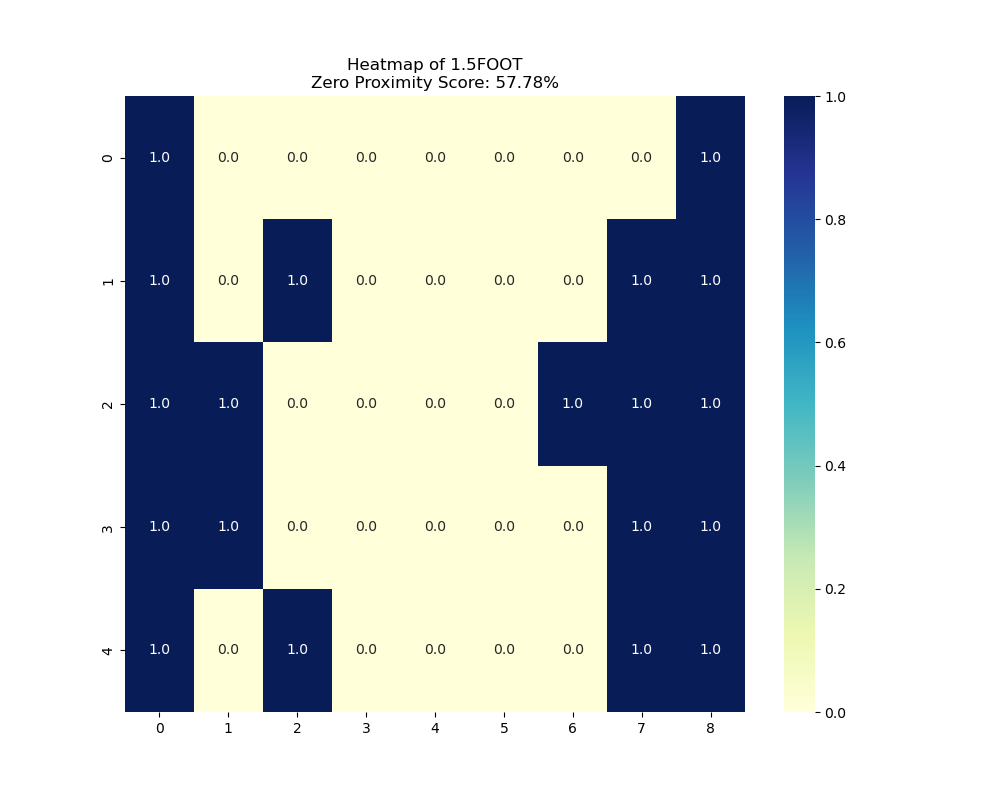 Heatmap of 1.5FOOT
Zero Proximity Score: 57.78%
1.0
0 1.0 0.0 0.0 0.0 0.0 0.0 0.0 0.0 1.0
0.8
1 1.0 0.0 1.0 0.0 0.0 0.0 0.0 1.0 1.0
0.6
2 1.0 1.0 0.0 0.0 0.0 0.0 1.0 1.0 1.0
0.4
3 1.0 1.0 0.0 0.0 0.0 0.0 0.0 1.0 1.0
0.2
4 1.0 0.0 1.0 0.0 0.0 0.0 0.0 1.0 1.0
0.0
0 1 2 3 4 5 6 7 8